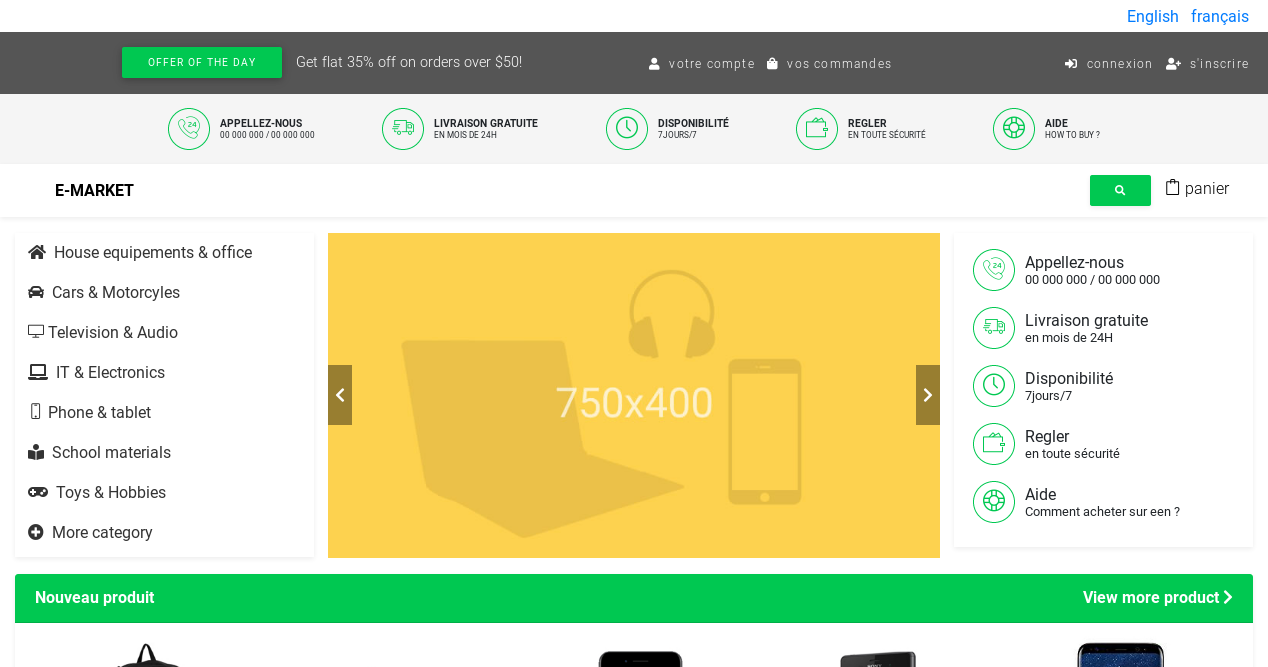 English français
OFFER OF THE DAY Get flat 35% off on orders over $50! votre compte vos commandes connexion s'inscrire
APPELLEZ-NOUS
00 000 000 / 00 000 000
LIVRAISON GRATUITE
EN MOIS DE 24H
DISPONIBILITÉ
7JOURS/7
REGLER
EN TOUTE SÉCURITÉ
AIDE
HOW TO BUY ?
E-MARKET
panier
House equipements & office
Cars & Motorcyles
Television & Audio
IT & Electronics
Phone & tablet
School materials
Toys & Hobbies
More category
750x400
24
Appellez-nous
00 000 000 / 00 000 000
Livraison gratuite
en mois de 24H
Disponibilité
7jours/7
Regler
en toute sécurité
Aide
Comment acheter sur een ?
Nouveau produit
View more product
SONY